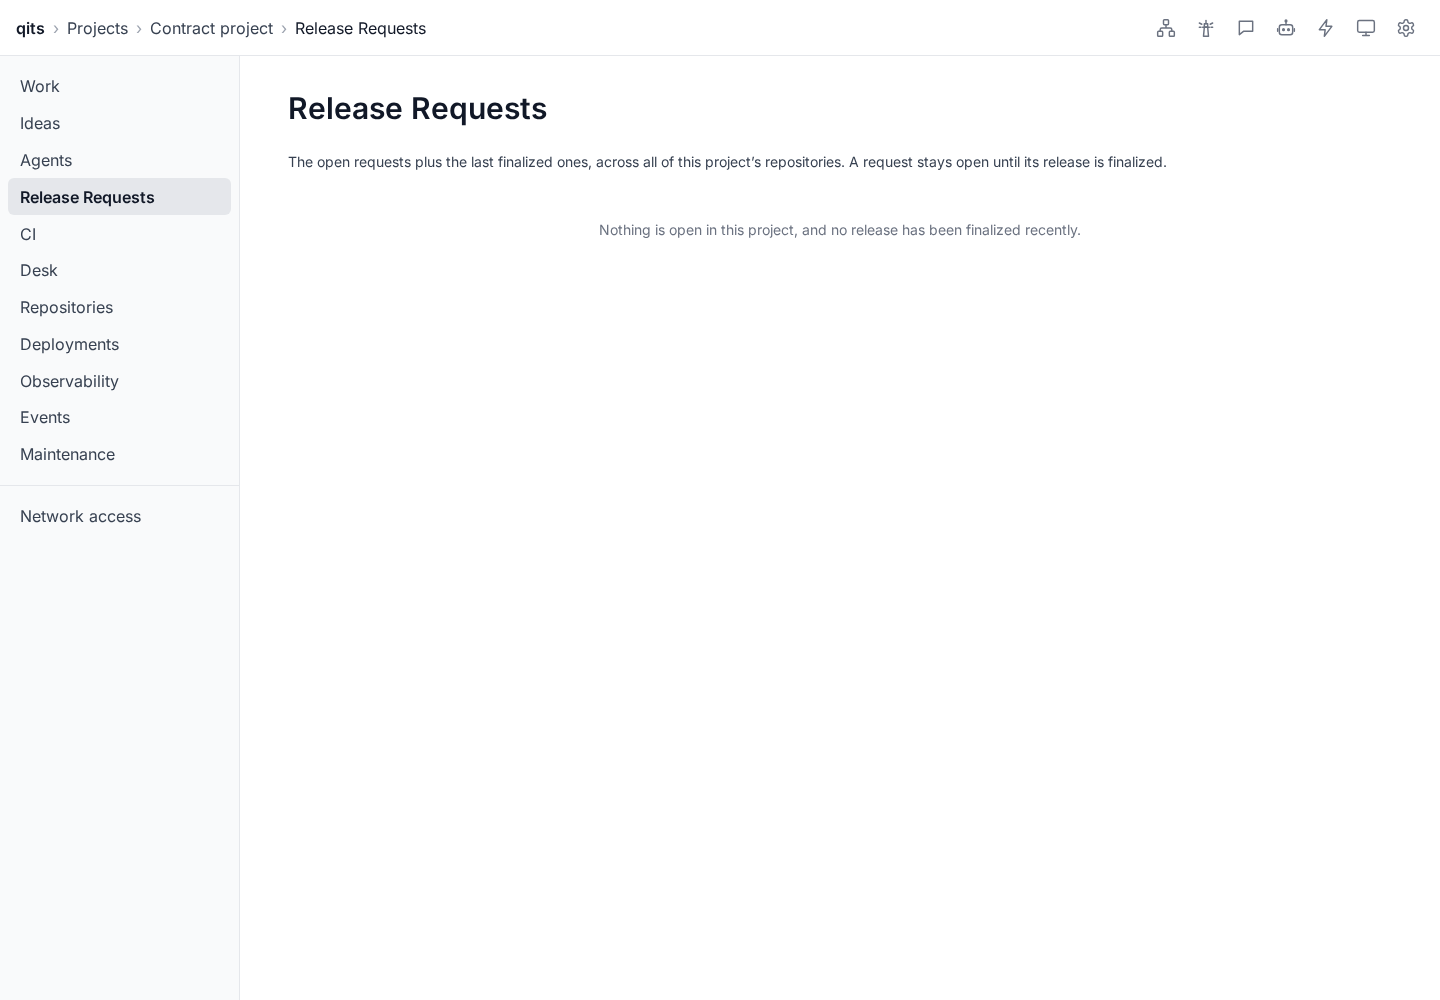 qits › Projects › Contract project › Release Requests
Work
Ideas
Agents
Release Requests
CI
Desk
Repositories
Deployments
Observability
Events
Maintenance
Network access
Release Requests
The open requests plus the last finalized ones, across all of this project’s repositories. A request stays open until its release is finalized.
Nothing is open in this project, and no release has been finalized recently.